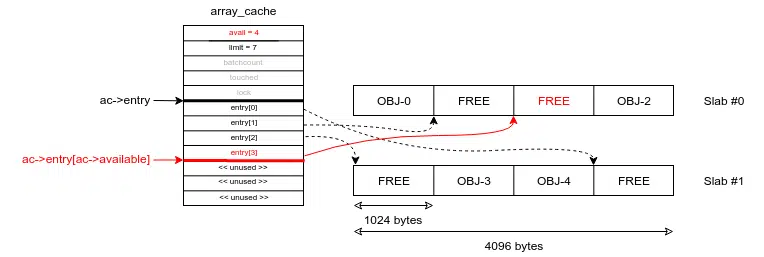 array_cache
avail = 4
limit = 7
batchcount
touched
lock
ac->entry
entry[0]
entry[1]
entry[2]
entry[3]
ac->entry[ac->available]
<< unused >>
<< unused >>
<< unused >>
OBJ-0 FREE FREE OBJ-2 Slab #0
FREE OBJ-3 OBJ-4 FREE Slab #1
1024 bytes
4096 bytes